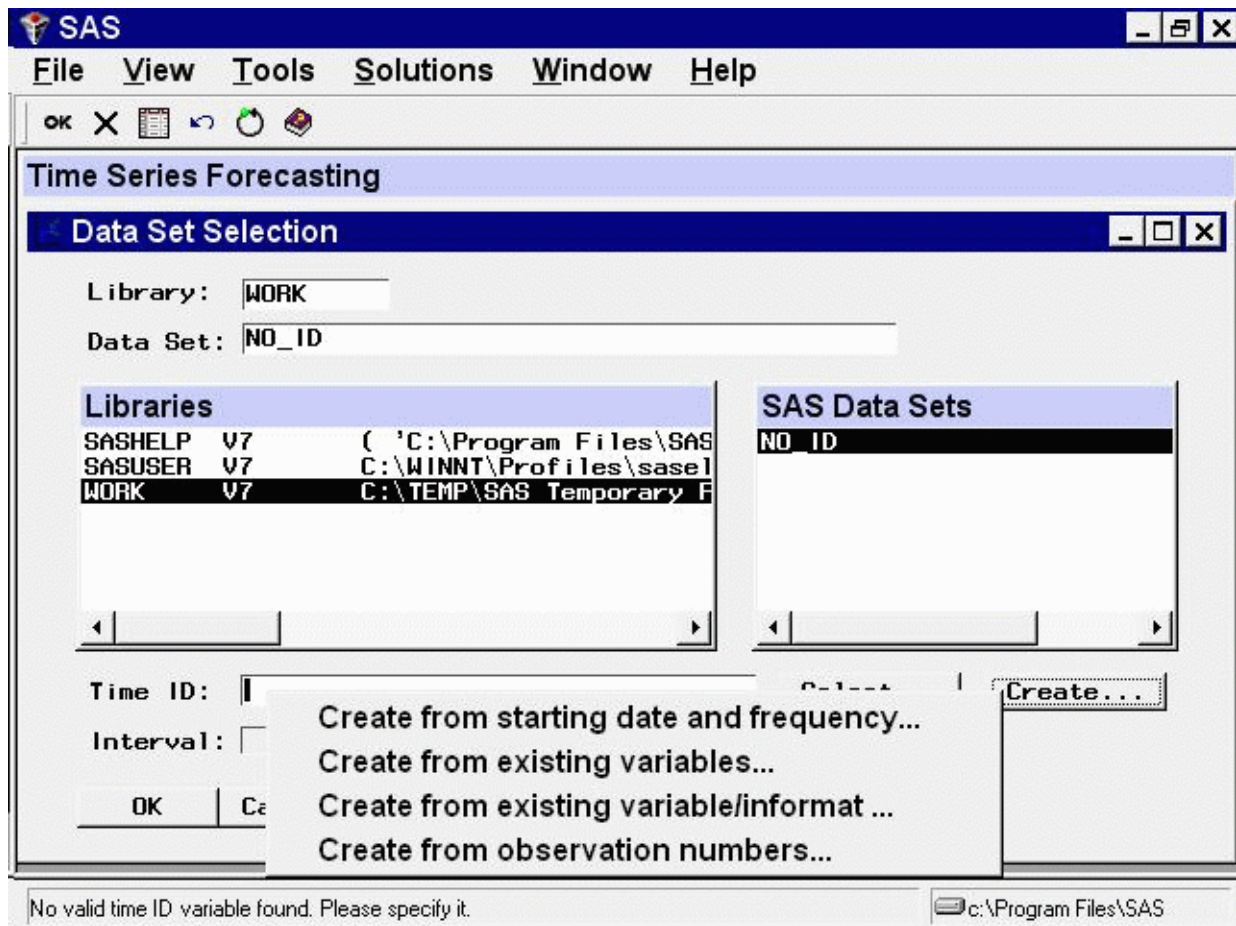 SAS
File View Tools Solutions Window Help
OK
Time Series Forecasting
Data Set Selection
Library: WORK
Data Set: NO_ID
Libraries
SASHELP V7 ( 'C:\Program Files\SAS
SASUSER V7 C:\WINNT\Profiles\sasel
WORK V7 C:\TEMP\SAS Temporary F
SAS Data Sets
NO_ID
Time ID:
Create...
Interval:
OK Ca
Create from starting date and frequency...
Create from existing variables...
Create from existing variable/informat ...
Create from observation numbers...
No valid time ID variable found. Please specify it.
c:\Program Files\SAS